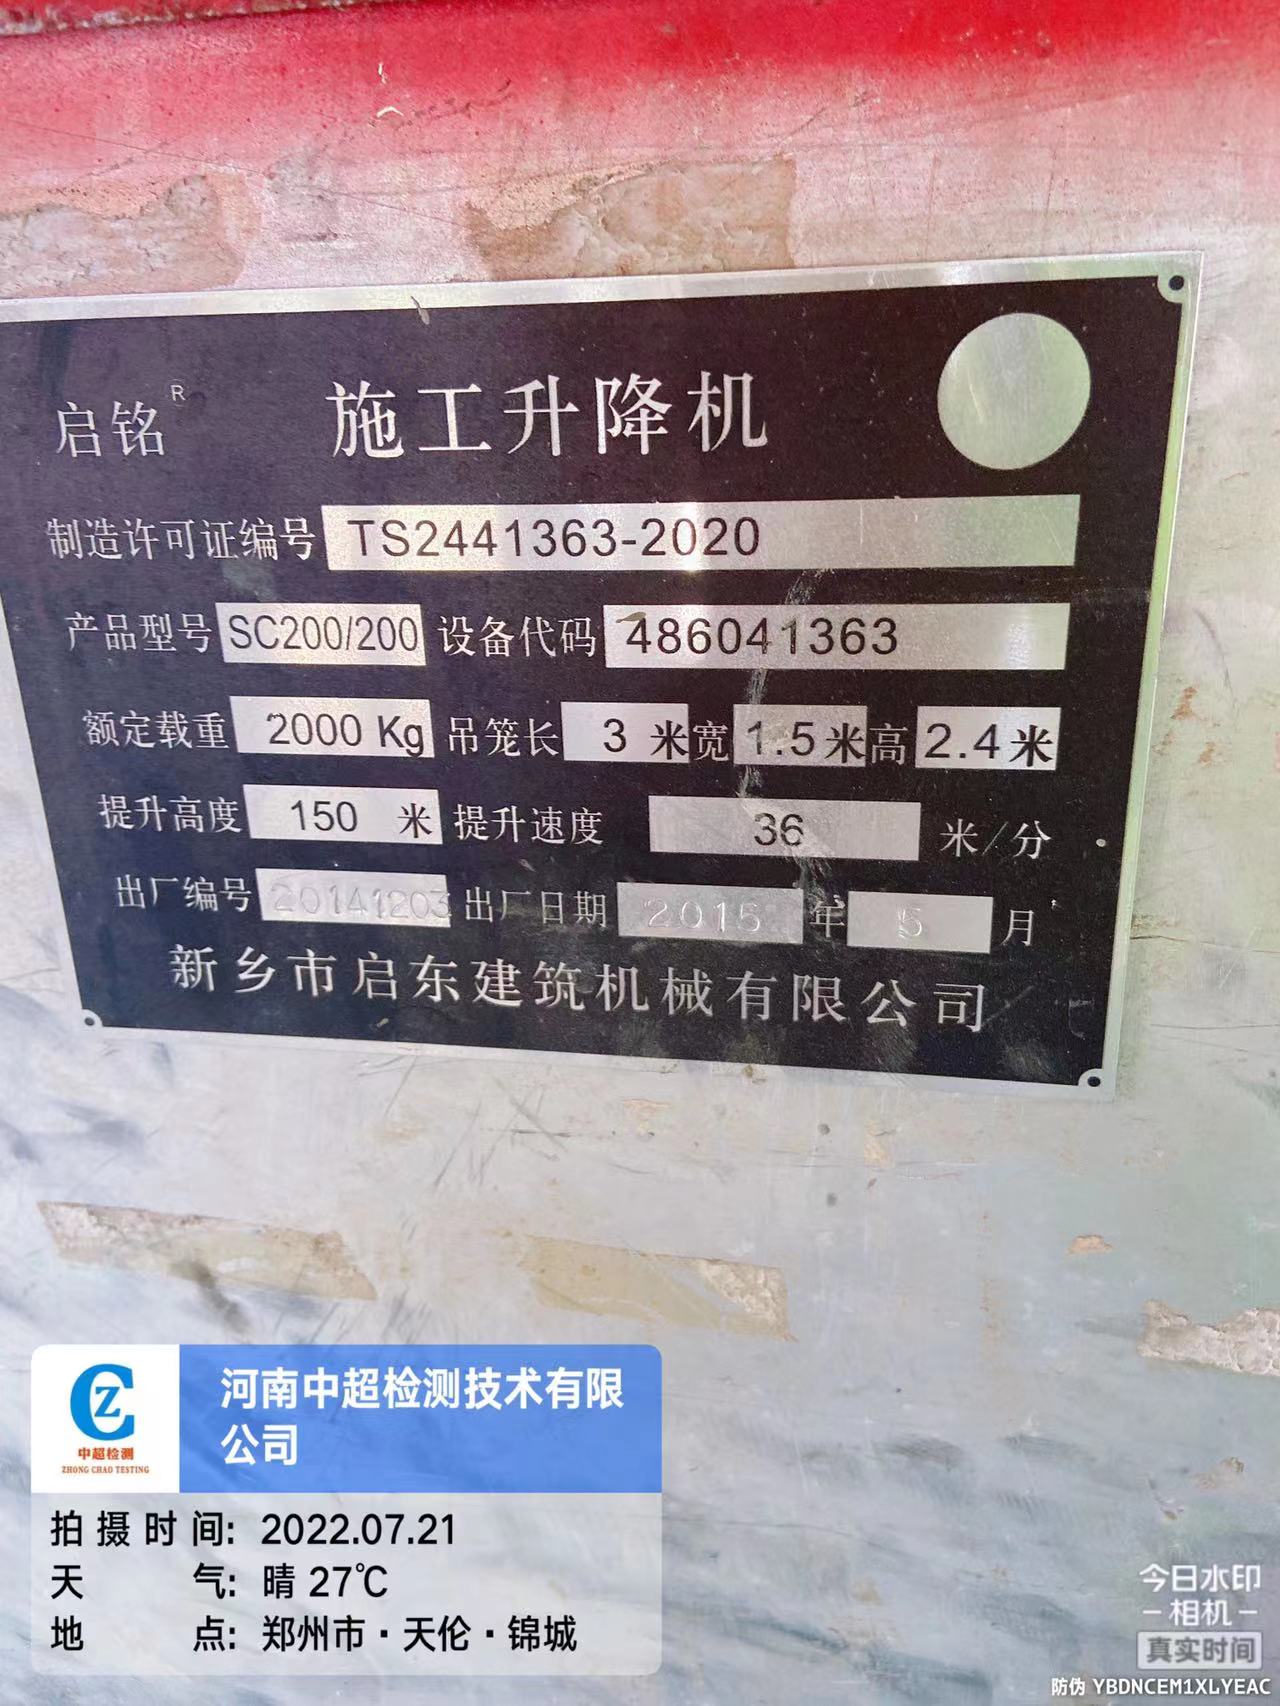 启铭 R 施工升降机
制造许可证编号 TS2441363-2020
产品型号 SC200/200 设备代码 486041363
额定载重 2000 Kg 吊笼长 3 米 宽 1.5 米 高 2.4 米
提升高度 150 米 提升速度 36 米/分
出厂编号 20141203 出厂日期 2015 年 5 月
新乡市启东建筑机械有限公司
CZ
中超检测
ZHONG CHAO TESTING
河南中超检测技术有限
公司
拍摄时间: 2022.07.21
天气: 晴 27℃
地点: 郑州市·天伦·锦城
今日水印
-相机-
真实时间
防伪 YBDNCEM1XLYEAC